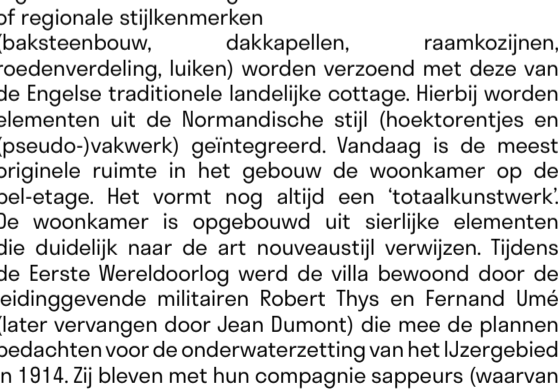 of regionale stijlkenmerken
(baksteenbouw, dakkapellen, raamkozijnen,
roedenverdeling, luiken) worden verzoend met deze van
de Engelse traditionele landelijke cottage. Hierbij worden
elementen uit de Normandische stijl (hoektorentjes en
(pseudo-)vakwerk) geïntegreerd. Vandaag is de meest
originele ruimte in het gebouw de woonkamer op de
bel-etage. Het vormt nog altijd een ‘totaalkunstwerk’.
De woonkamer is opgebouwd uit sierlijke elementen
die duidelijk naar de art nouveaustijl verwijzen. Tijdens
de Eerste Wereldoorlog werd de villa bewoond door de
leidinggevende militairen Robert Thys en Fernand Umé
(later vervangen door Jean Dumont) die mee de plannen
bedachten voor de onderwaterzetting van het IJzergebied
in 1914. Zij bleven met hun compagnie sappeurs (waarvan